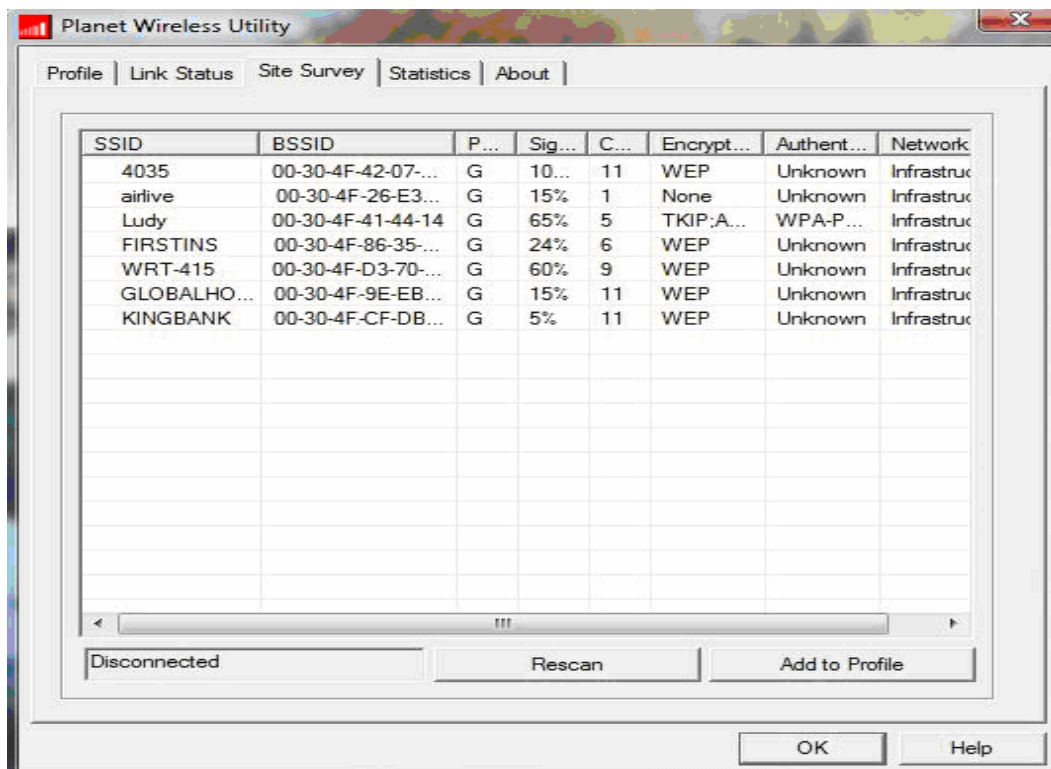 Planet Wireless Utility
Profile Link Status Site Survey Statistics About
SSID BSSID P... Sig... C... Encrypt... Authent... Network
4035 00-30-4F-42-07-... G 10... 11 WEP Unknown Infrastruc
airlive 00-30-4F-26-E3... G 15% 1 None Unknown Infrastruc
Ludy 00-30-4F-41-44-14 G 65% 5 TKIP;A... WPA-P... Infrastruc
FIRSTINS 00-30-4F-86-35-... G 24% 6 WEP Unknown Infrastruc
WRT-415 00-30-4F-D3-70-... G 60% 9 WEP Unknown Infrastruc
GLOBALHO... 00-30-4F-9E-EB... G 15% 11 WEP Unknown Infrastruc
KINGBANK 00-30-4F-CF-DB... G 5% 11 WEP Unknown Infrastruc
Disconnected Rescan Add to Profile
OK Help